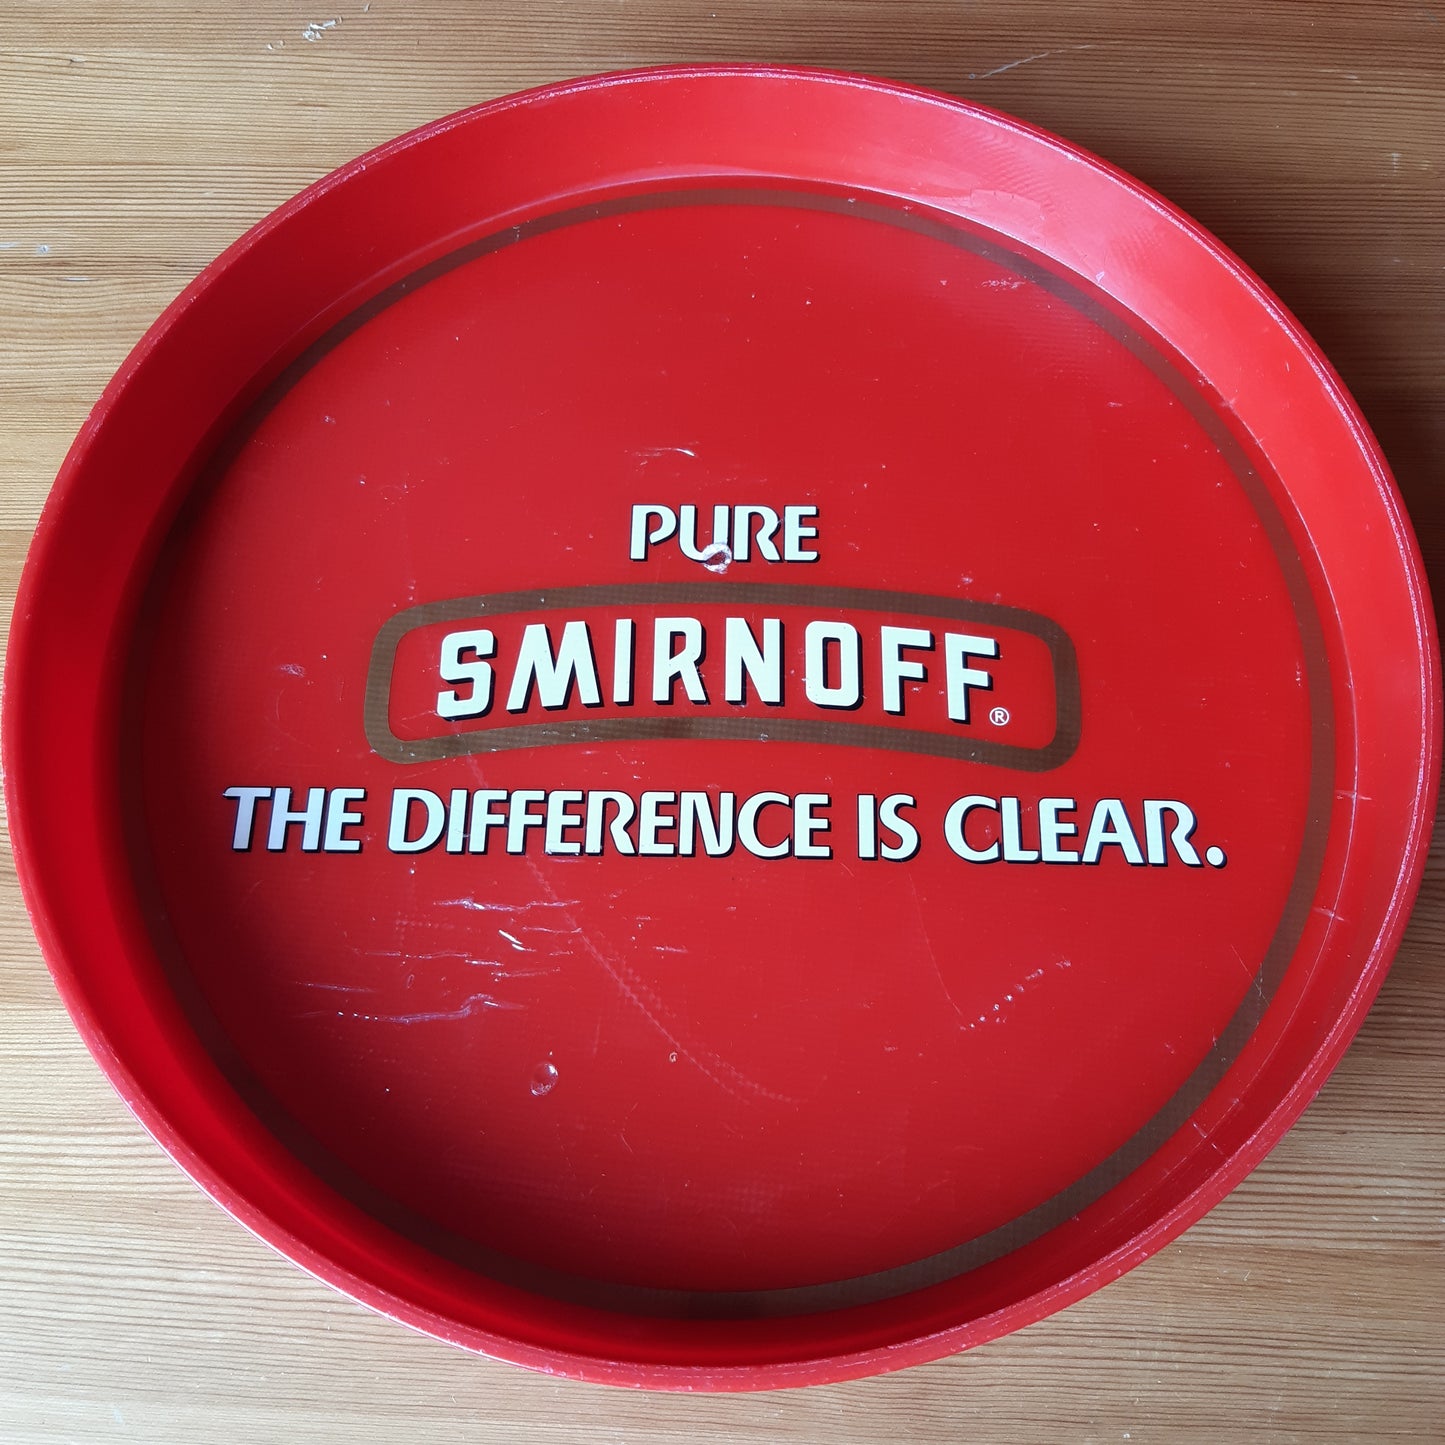 PURE
SMIRNOFF®
THE DIFFERENCE IS CLEAR.